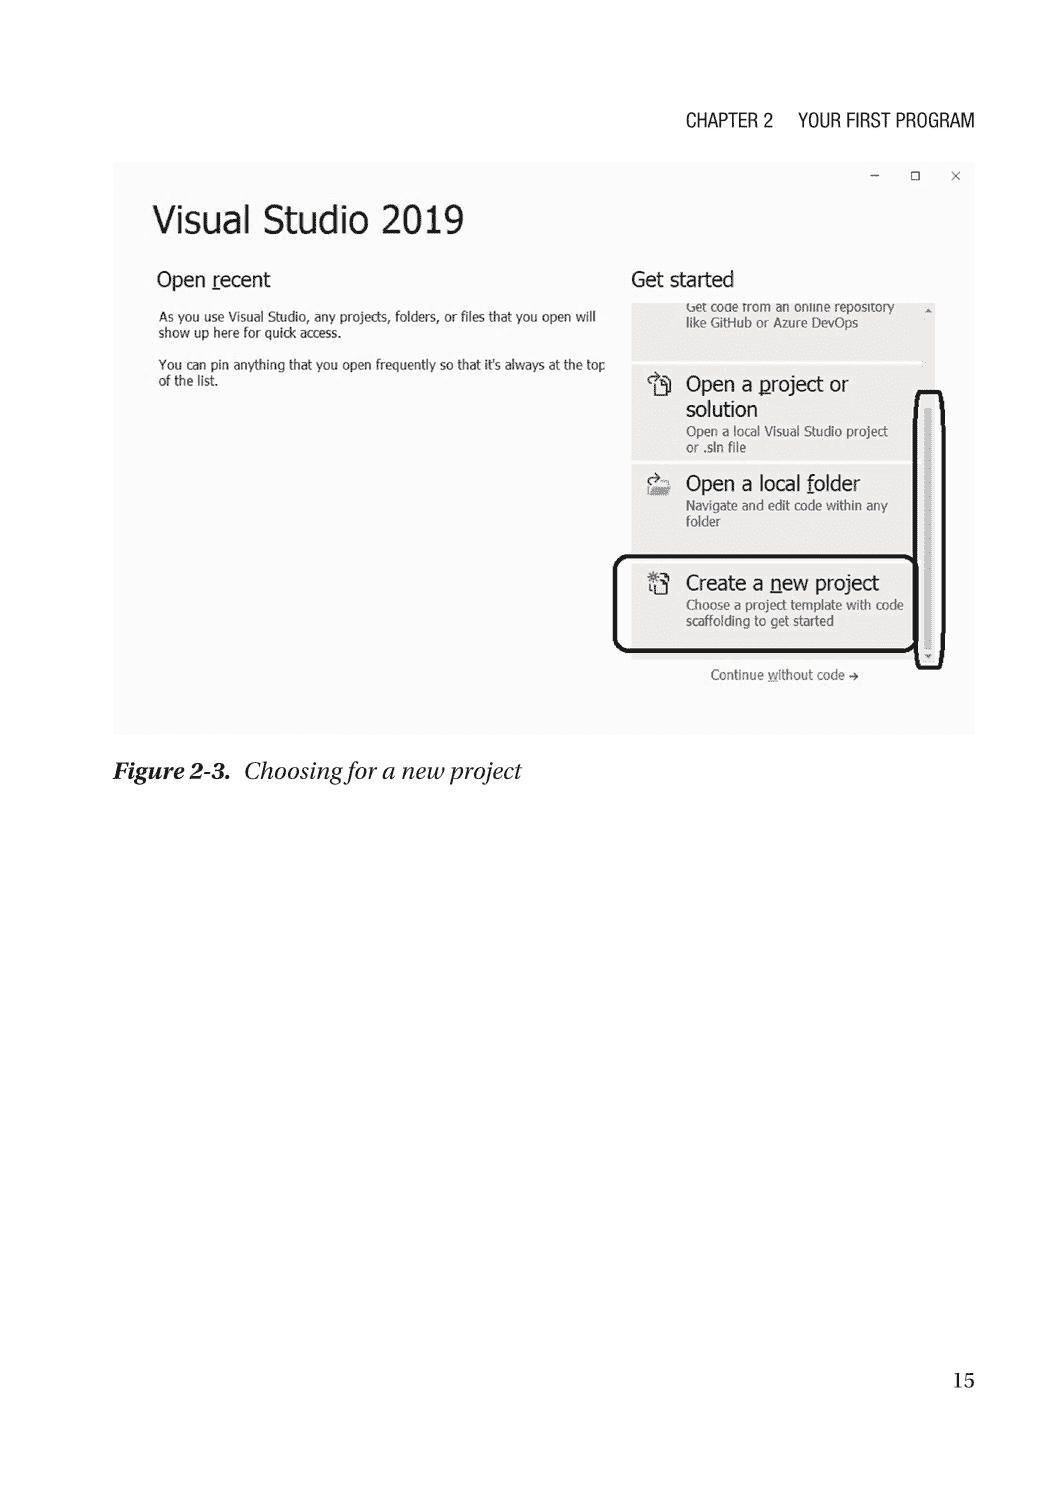 CHAPTER 2 YOUR FIRST PROGRAM
Visual Studio 2019
Open recent
As you use Visual Studio, any projects, folders, or files that you open will
show up here for quick access.
You can pin anything that you open frequently so that it's always at the top
of the list.
Get started
Get code from an online repository
like GitHub or Azure DevOps
Open a project or
solution
Open a local Visual Studio project
or .sln file
Open a local folder
Navigate and edit code within any
folder
Create a new project
Choose a project template with code
scaffolding to get started
Continue without code →
Figure 2-3. Choosing for a new project
15